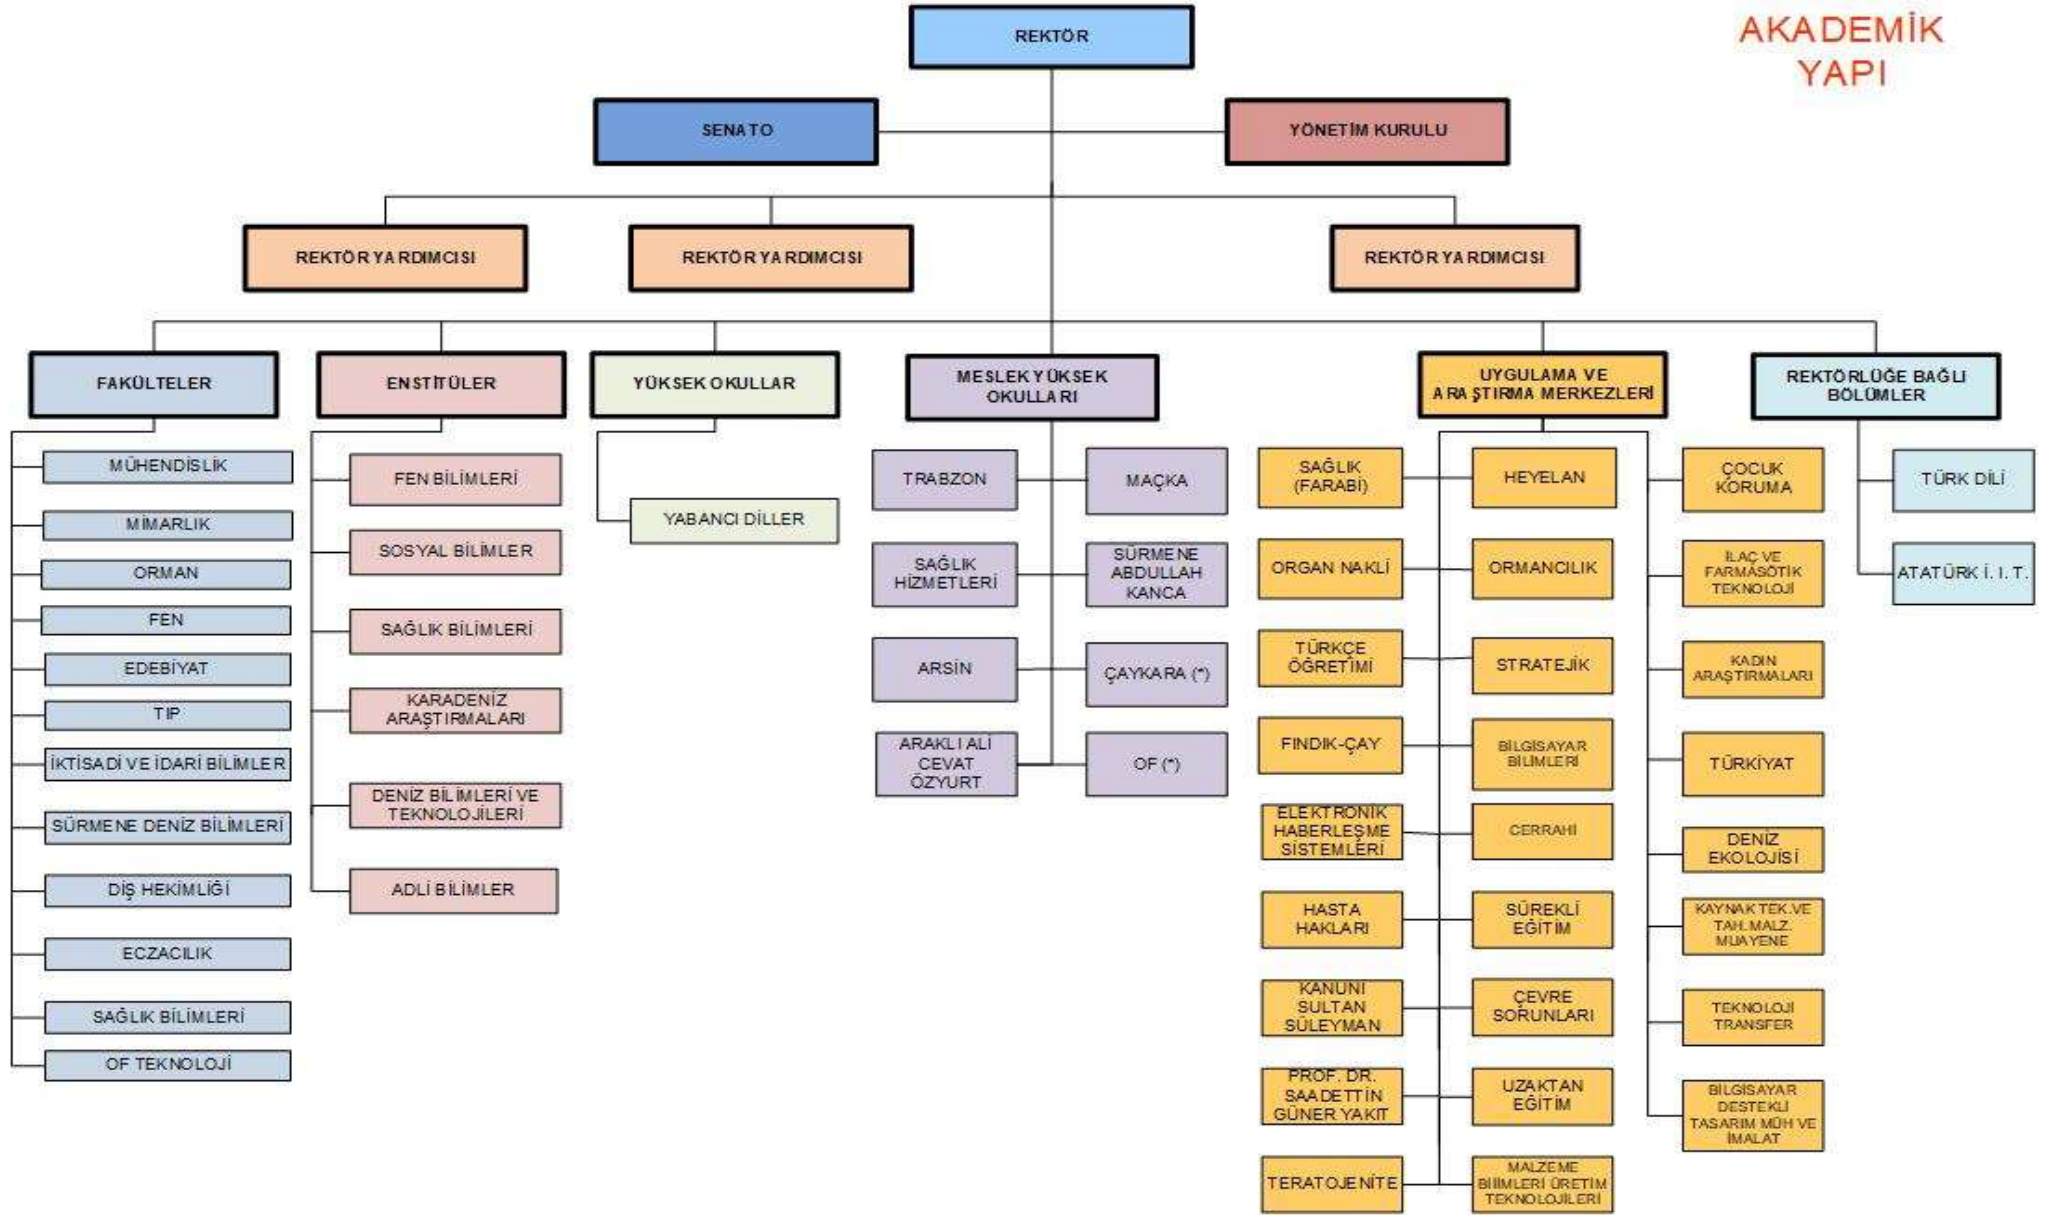 AKADEMİK
YAPI
REKTÖR
SENATO
YÖNETİM KURULU
REKTÖR YARDIMCISI
REKTÖR YARDIMCISI
REKTÖR YARDIMCISI
FAKÜLTELER
MÜHENDİSLİK
MİMARLIK
ORMAN
FEN
EDEBİYAT
TIP
İKTİSADİ VE İDARİ BİLİMLER
SÜRMENE DENİZ BİLİMLERİ
DİŞ HEKİMLİĞİ
ECZACILIK
SAĞLIK BİLİMLERİ
OF TEKNOLOJİ
ENSTİTÜLER
FEN BİLİMLERİ
SOSYAL BİLİMLER
SAĞLIK BİLİMLERİ
KARADENİZ
ARAŞTIRMALARI
DENİZ BİLİMLERİ VE
TEKNOLOJİLERİ
ADLİ BİLİMLER
YÜKSEK OKULLAR
YABANCI DİLLER
MESLEK YÜKSEK
OKULLARI
TRABZON
MAÇKA
SAĞLIK
HİZMETLERİ
SÜRMENE
ABDULLAH
KANCA
ARSİN
ÇAYKARA (*)
ARAKLI ALİ
CEVAT
ÖZYURT
OF (*)
UYGULAMA VE
ARAŞTIRMA MERKEZLERİ
SAĞLIK
(FARABİ)
HEYELAN
ÇOCUK
KORUMA
ORGAN NAKLİ
ORMANCILIK
İLAÇ VE
FARMASÖTİK
TEKNOLOJİ
TÜRKÇE
ÖĞRETİMİ
STRATEJİK
KADIN
ARAŞTIRMALARI
FINDIK-ÇAY
BİLGİSAYAR
BİLİMLERİ
TÜRKİYAT
ELEKTRONİK
HABERLEŞME
SİSTEMLERİ
CERRAHİ
DENİZ
EKOLOJİSİ
HASTA
HAKLARI
SÜREKLİ
EĞİTİM
KAYNAK TEK.VE
TAH.MALZ.
MUAYENE
KANUNİ
SULTAN
SÜLEYMAN
ÇEVRE
SORUNLARI
TEKNOLOJİ
TRANSFER
PROF. DR.
SAADETTİN
GÜNER YAKIT
UZAKTAN
EĞİTİM
BİLGİSAYAR
DESTEKLİ
TASARIM MÜH VE
İMALAT
TERATOJENİTE
MALZEME
BİİMLERİ ÜRETİM
TEKNOLOJİLERİ
REKTÖRLÜĞE BAĞLI
BÖLÜMLER
TÜRK DİLİ
ATATÜRK İ. I. T.